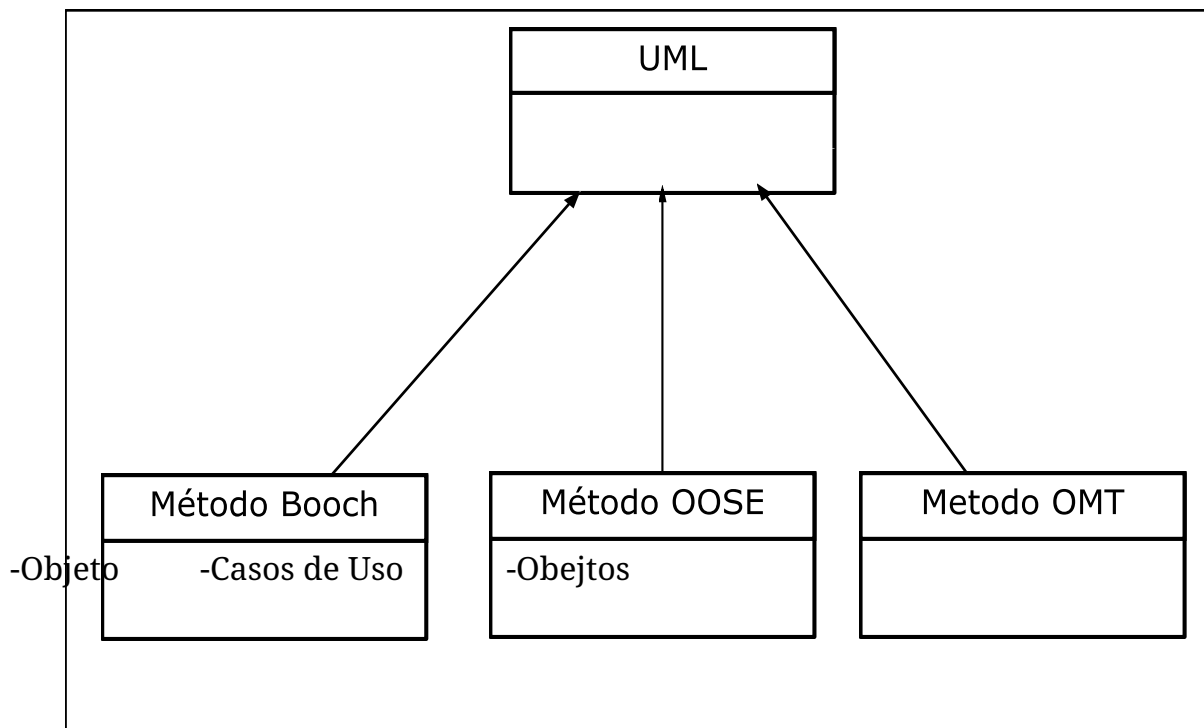 UML
Método Booch
Método OOSE
Metodo OMT
-Objeto -Casos de Uso -Obejtos